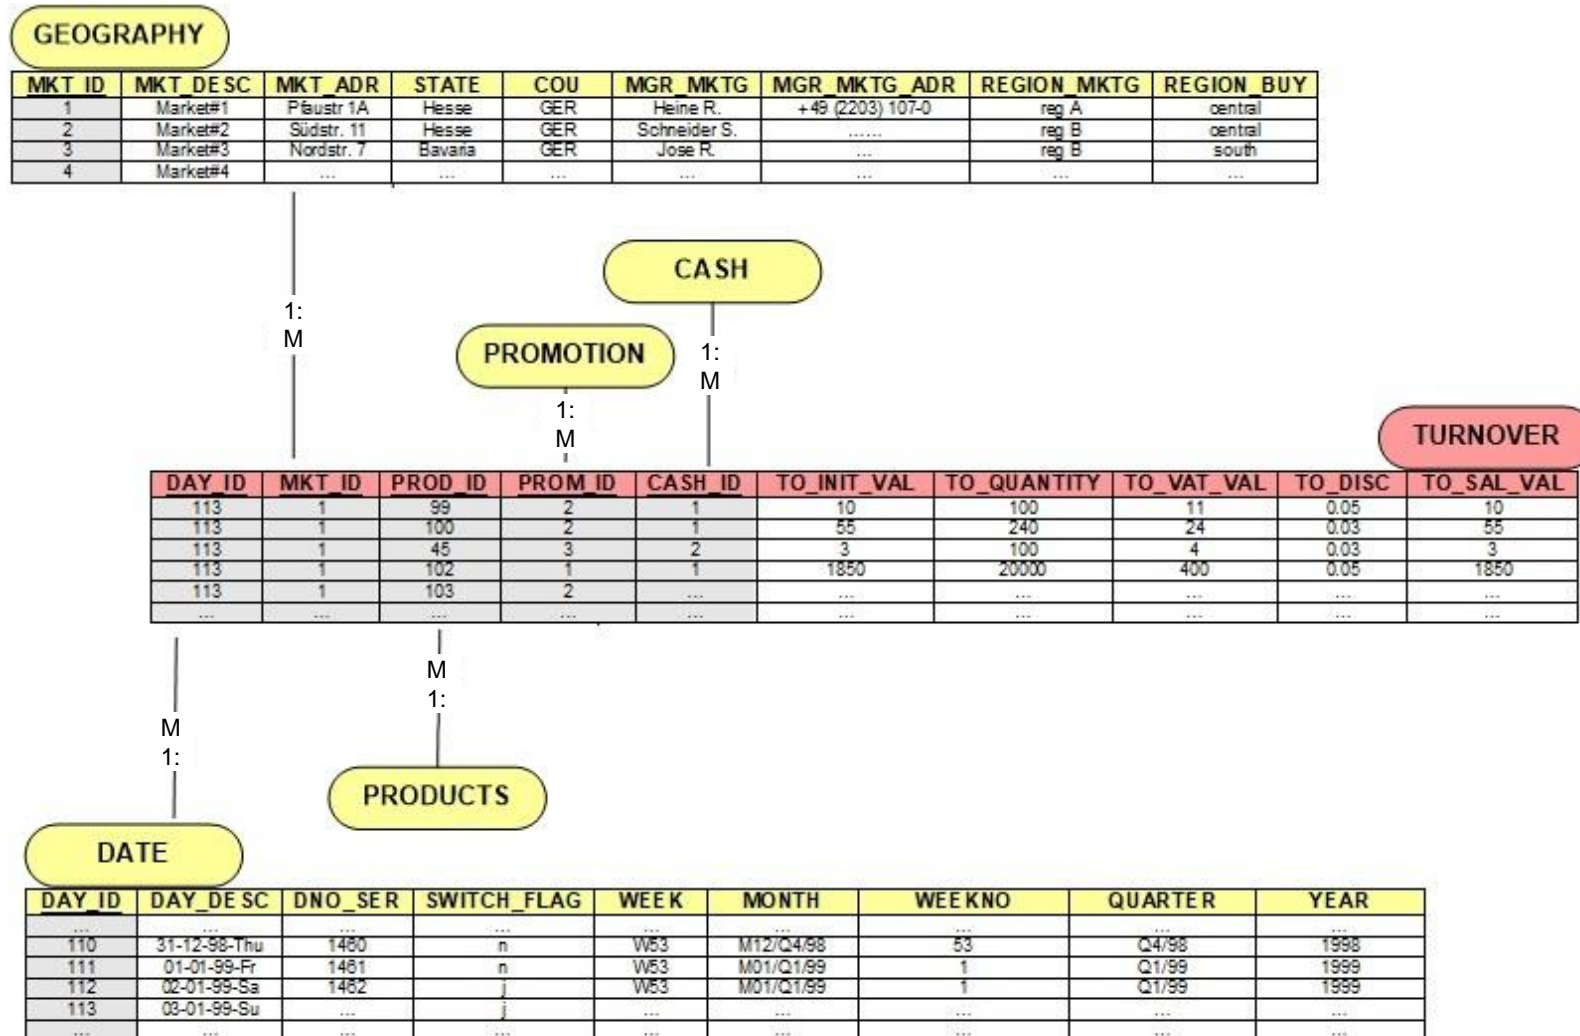 GEOGRAPHY
MKT_ID MKT_DESC MKT_ADR STATE COU MGR_MKTG MGR_MKTG_ADR REGION_MKTG REGION_BUY
1 Market#1 Pfaustr 1A Hesse GER Heine R. +49 (2203) 107-0 reg A central
2 Market#2 Südstr. 11 Hesse GER Schneider S. ...... reg B central
3 Market#3 Nordstr. 7 Bavaria GER Jose R. ... reg B south
4 Market#4 ... ... ... ... ... ... ...
CASH
1:
M
PROMOTION
1:
M
1:
M
TURNOVER
DAY_ID MKT_ID PROD_ID PROM_ID CASH_ID TO_INIT_VAL TO_QUANTITY TO_VAT_VAL TO_DISC TO_SAL_VAL
113 1 99 2 1 10 100 11 0.05 10
113 1 100 2 1 55 240 24 0.03 55
113 1 45 3 2 3 100 4 0.03 3
113 1 102 1 1 1850 20000 400 0.05 1850
113 1 103 2 ... ... ... ... ... ...
... ... ... ... ... ... ... ... ... ...
M
1:
M
1:
PRODUCTS
DATE
DAY_ID DAY_DESC DNO_SER SWITCH_FLAG WEEK MONTH WEEKNO QUARTER YEAR
... ... ... ... ... ... ... ... ...
110 31-12-98-Thu 1460 n W53 M12/Q4/98 53 Q4/98 1998
111 01-01-99-Fr 1461 n W53 M01/Q1/99 1 Q1/99 1999
112 02-01-99-Sa 1462 j W53 M01/Q1/99 1 Q1/99 1999
113 03-01-99-Su ... j ... ... ... ... ...
... ... ... ... ... ... ... ... ...